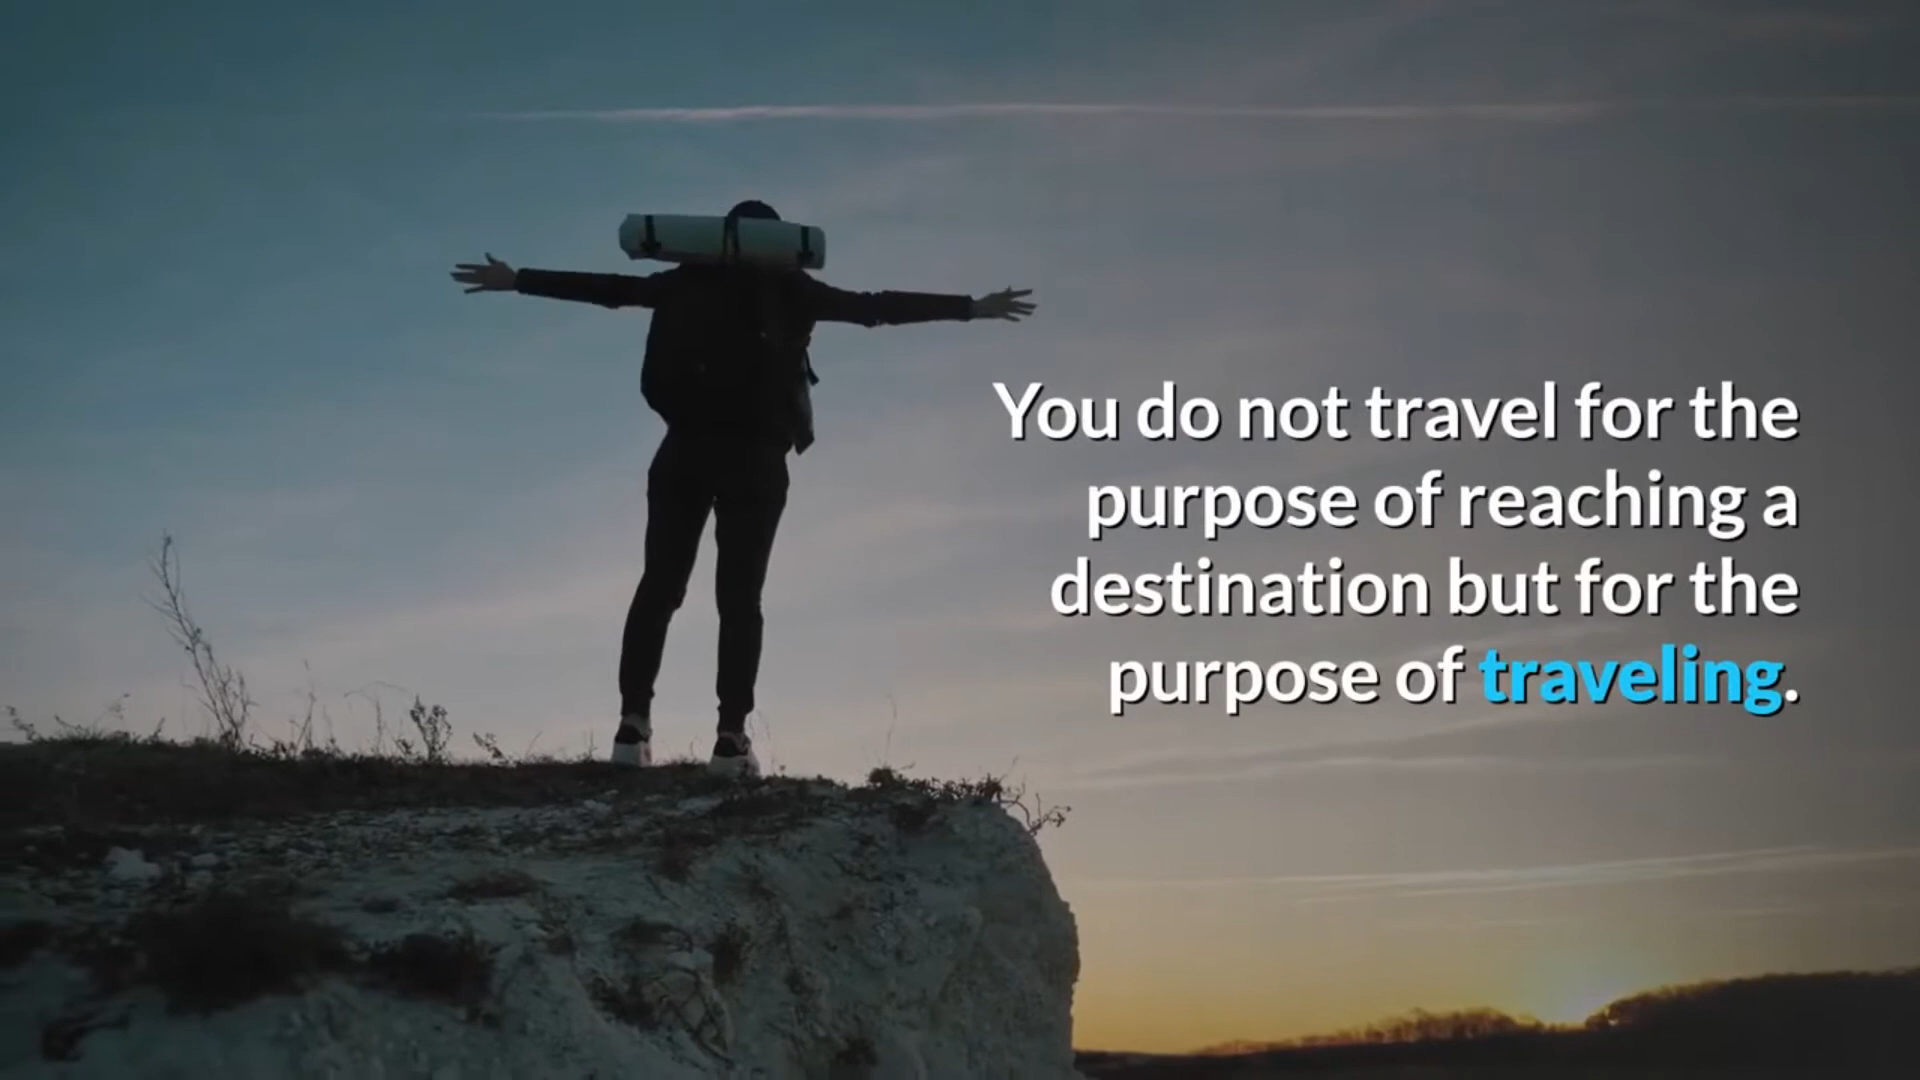 You do not travel for the
purpose of reaching a
destination but for the
purpose of traveling.